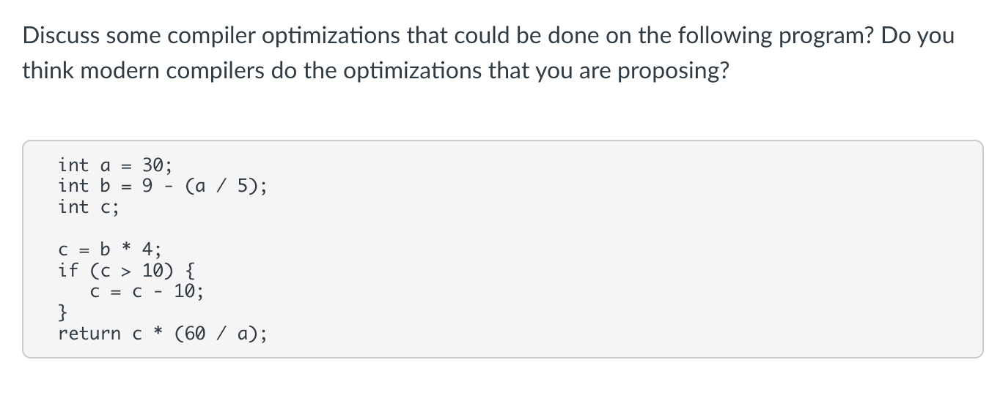 Discuss some compiler optimizations that could be done on the following program? Do you
think modern compilers do the optimizations that you are proposing?
int a = 30;
int b = 9 - (a / 5);
int c;
c = b * 4;
if (c > 10) {
   c = c - 10;
}
return c * (60 / a);